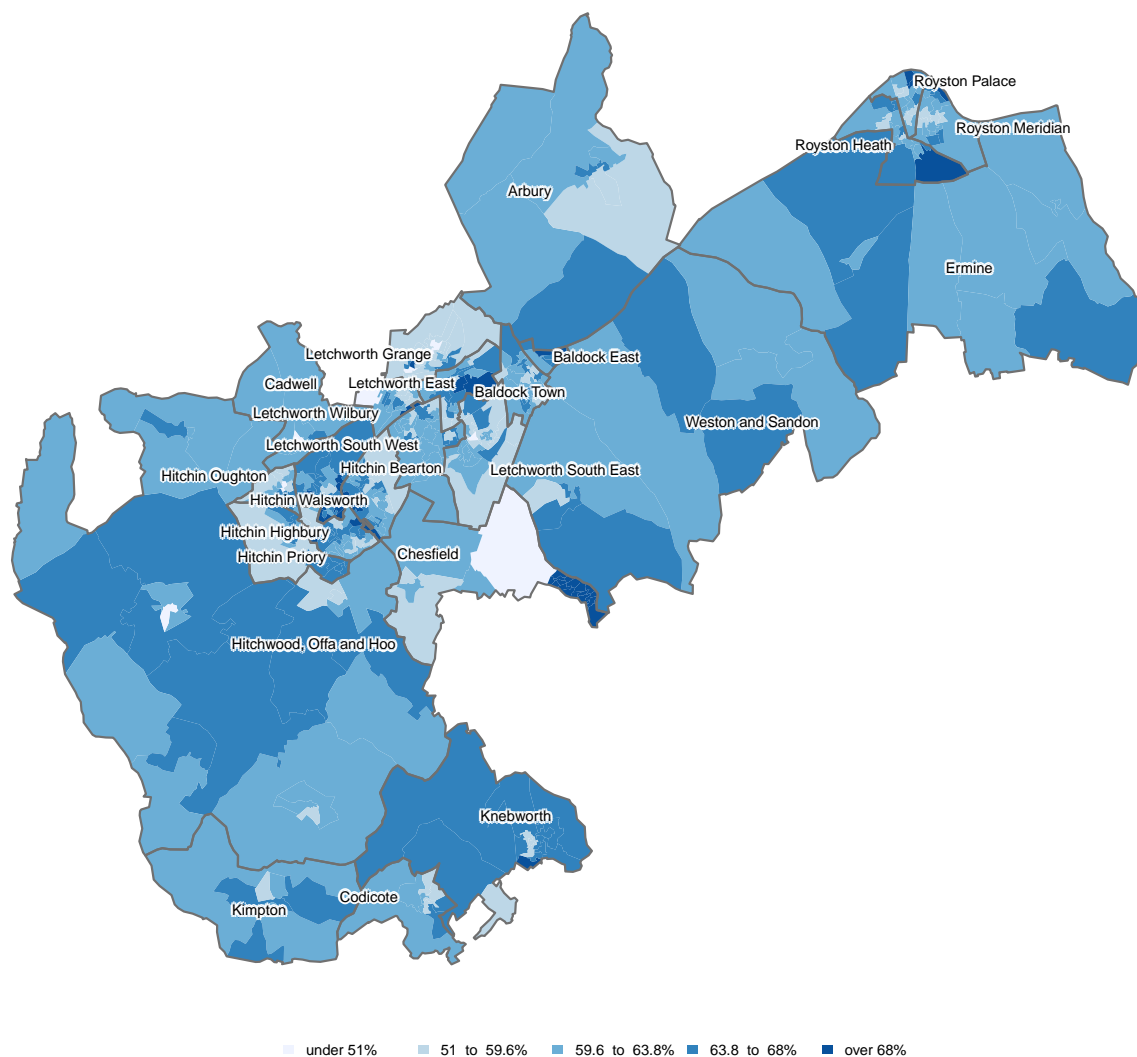 Royston Palace
Royston Meridian
Royston Heath
Arbury
Ermine
Letchworth Grange
Baldock East
Cadwell
Letchworth East
Baldock Town
Letchworth Wilbury
Weston and Sandon
Letchworth South West
Hitchin Bearton
Letchworth South East
Hitchin Oughton
Hitchin Walsworth
Hitchin Highbury
Chesfield
Hitchin Priory
Hitchwood, Offa and Hoo
Knebworth
Codicote
Kimpton
under 51% 51 to 59.6% 59.6 to 63.8% 63.8 to 68% over 68%